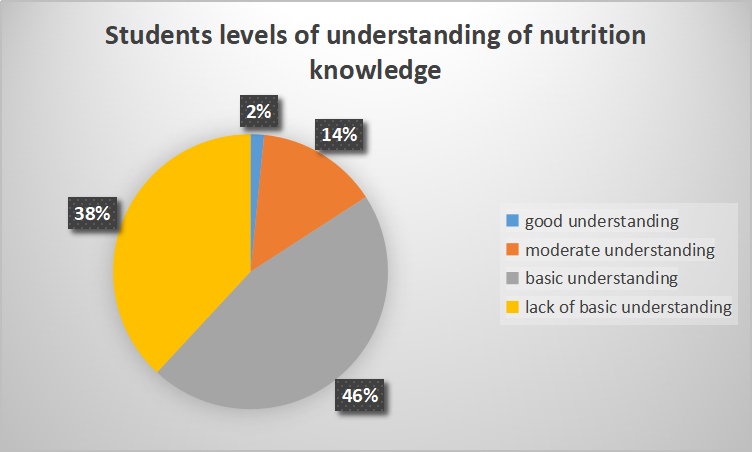 Students levels of understanding of nutrition
knowledge
2%
14%
38%
46%
good understanding
moderate understanding
basic understanding
lack of basic understanding